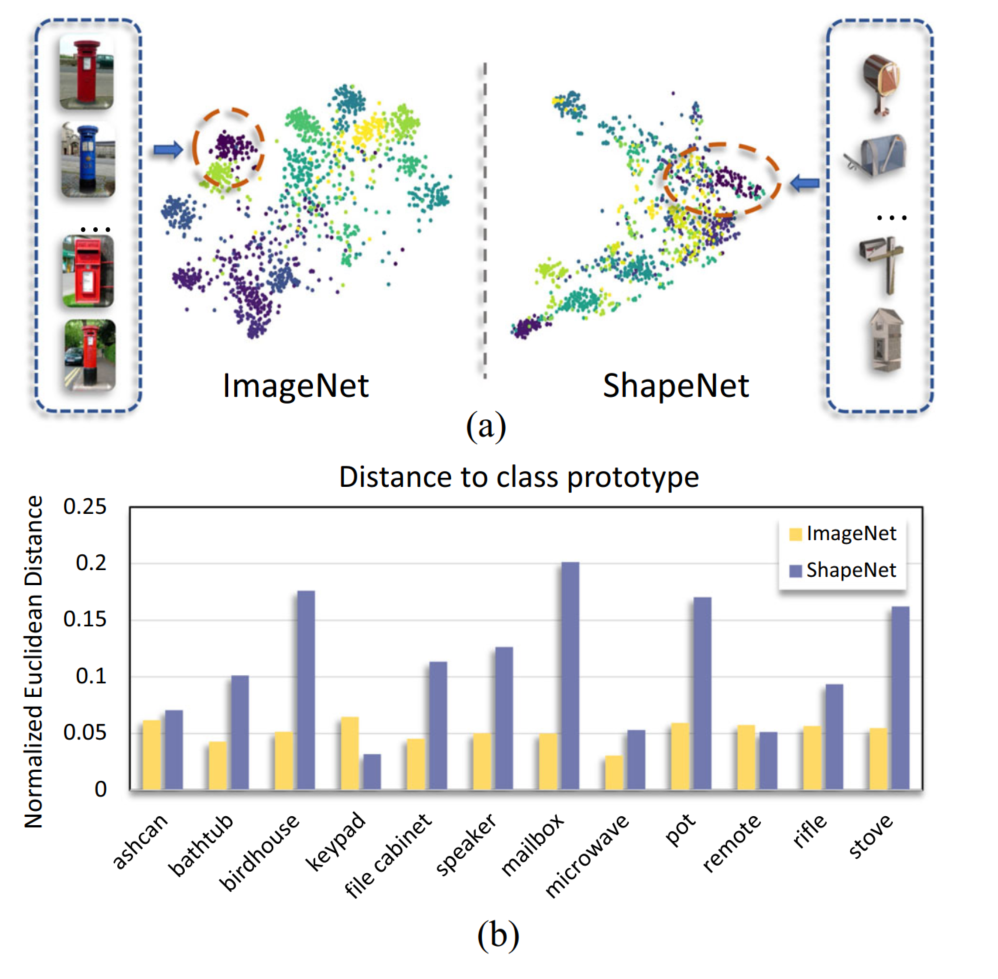 ...
...
ImageNet
ShapeNet
(a)
Distance to class prototype
Normalized Euclidean Distance
0.25
0.2
0.15
0.1
0.05
0
ImageNet
ShapeNet
ashcan
bathtub
birdhouse
keypad
file cabinet
speaker
mailbox
microwave
pot
remote
rifle
stove
(b)